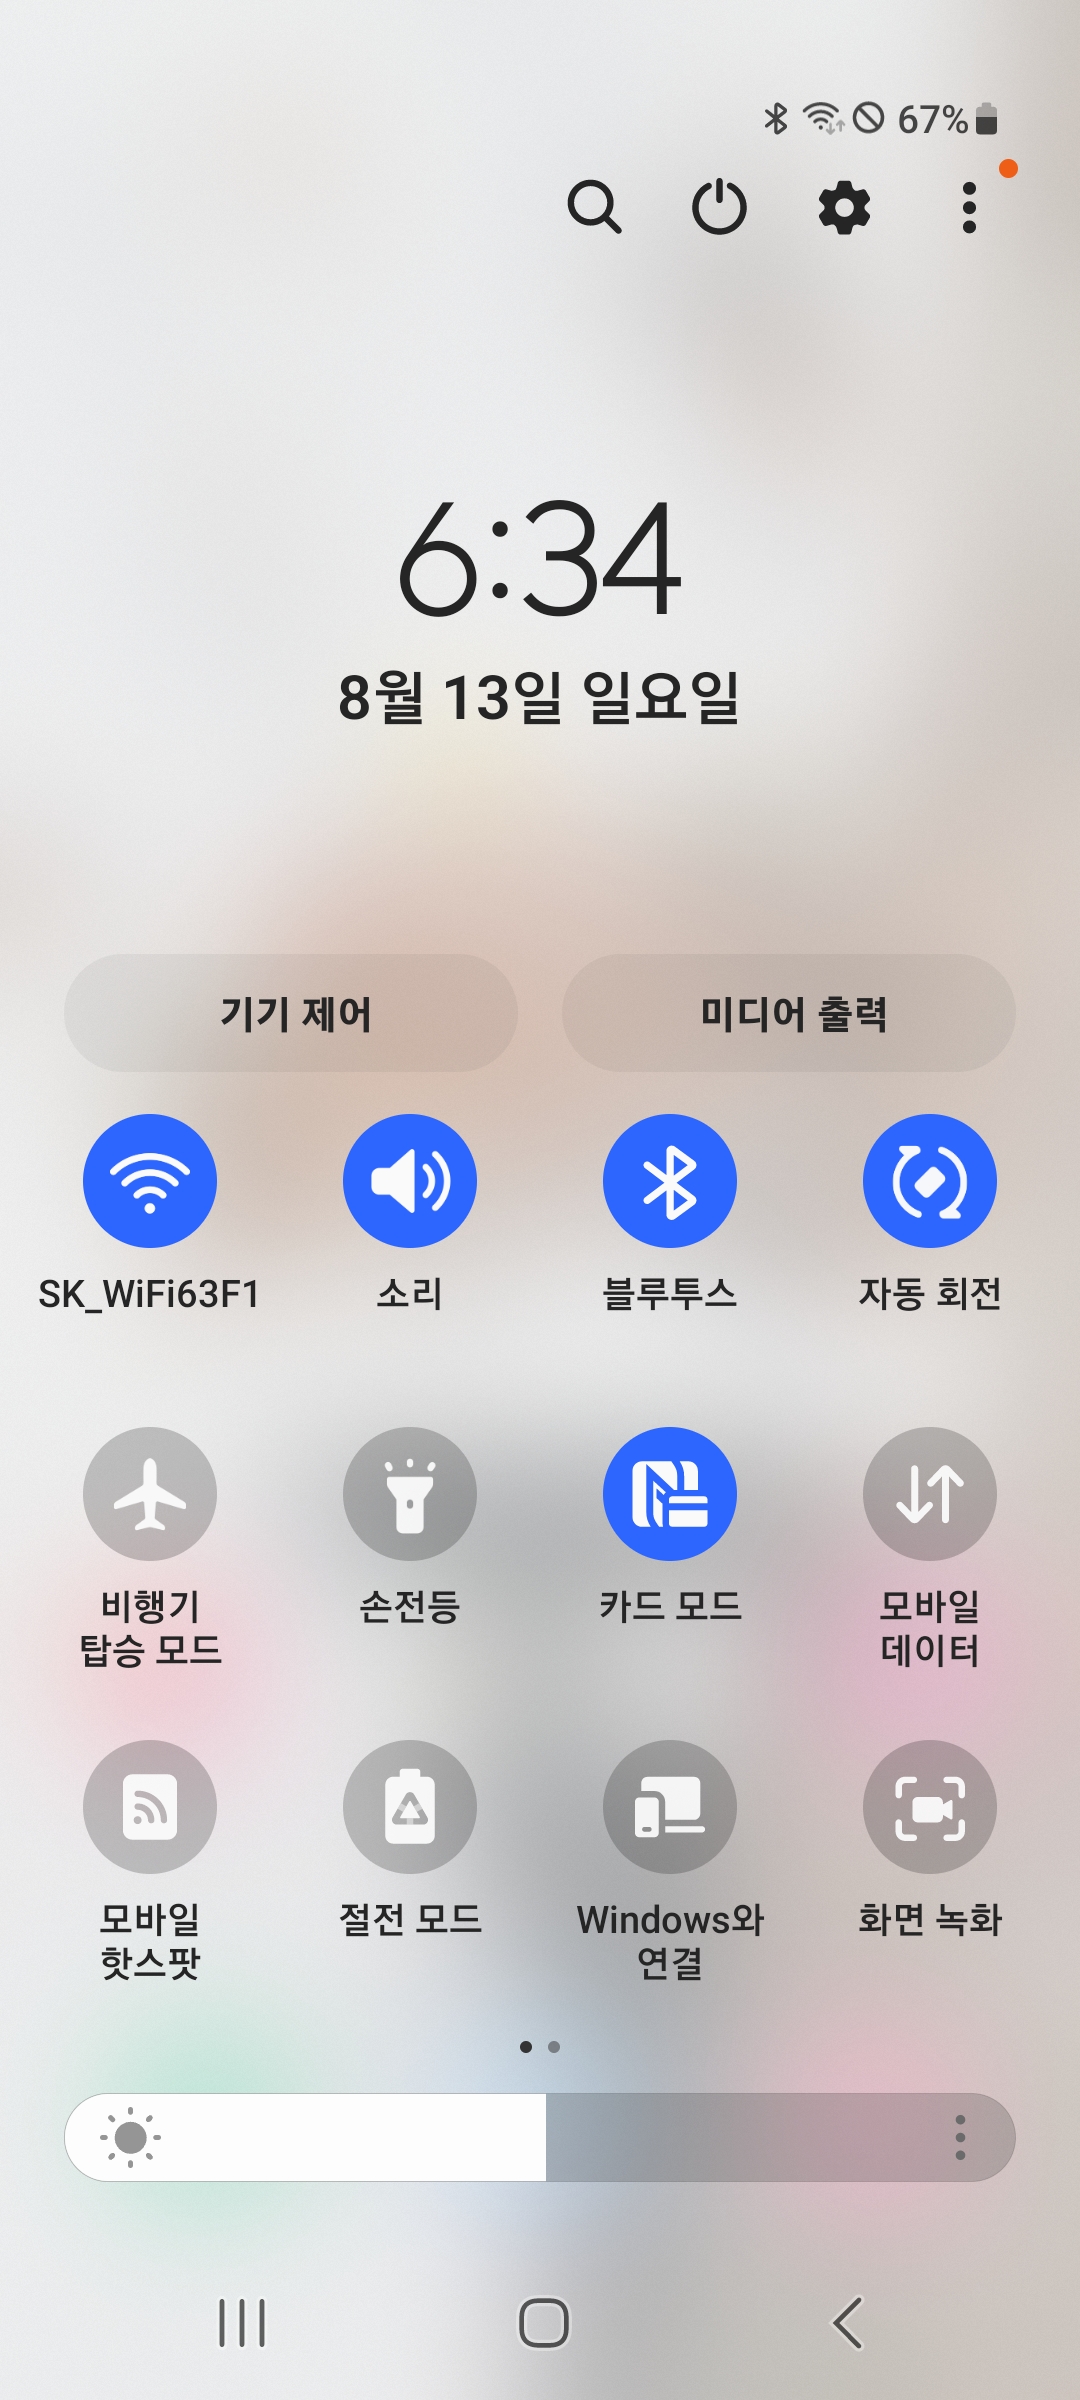 67%
6:34
8월 13일 일요일
기기 제어
미디어 출력
SK_WiFi63F1
소리
블루투스
자동 회전
비행기
탑승 모드
손전등
카드 모드
모바일
데이터
모바일
핫스팟
절전 모드
Windows와
연결
화면 녹화